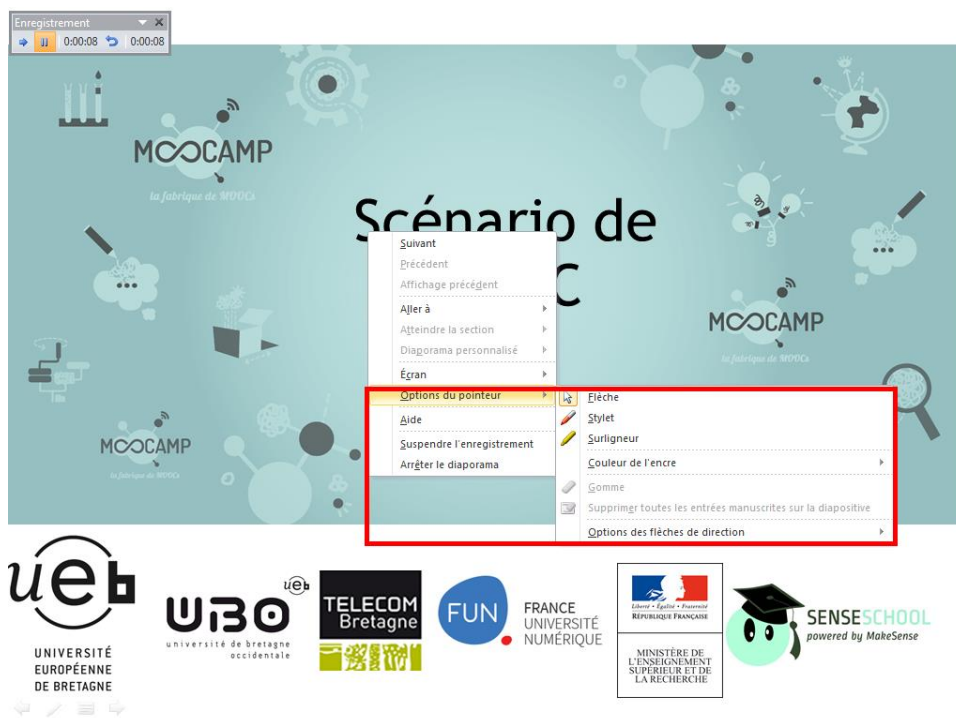 Enregistrement
0:00:08 0:00:08
MOOCAMP
la fabrique de MOOCs
Scénario de
C
Suivant
Précédent
Affichage précédent
Aller à
Atteindre la section
Diaporama personnalisé
Écran
Options du pointeur
Aide
Suspendre l'enregistrement
Arrêter le diaporama
Flèche
Stylet
Surligneur
Couleur de l'encre
Gomme
Supprimer toutes les entrées manuscrites sur la diapositive
Options des flèches de direction
MOOCAMP
la fabrique de MOOCs
MOOCAMP
la fabrique de MOOCs
ueb
UNIVERSITÉ
EUROPÉENNE
DE BRETAGNE
ueb
UBO
université de bretagne
occidentale
TELECOM
Bretagne
FUN
FRANCE
UNIVERSITÉ
NUMÉRIQUE
Liberté • Égalité • Fraternité
RÉPUBLIQUE FRANÇAISE
MINISTÈRE DE
L'ENSEIGNEMENT
SUPÉRIEUR ET DE
LA RECHERCHE
SENSESCHOOL
powered by MakeSense